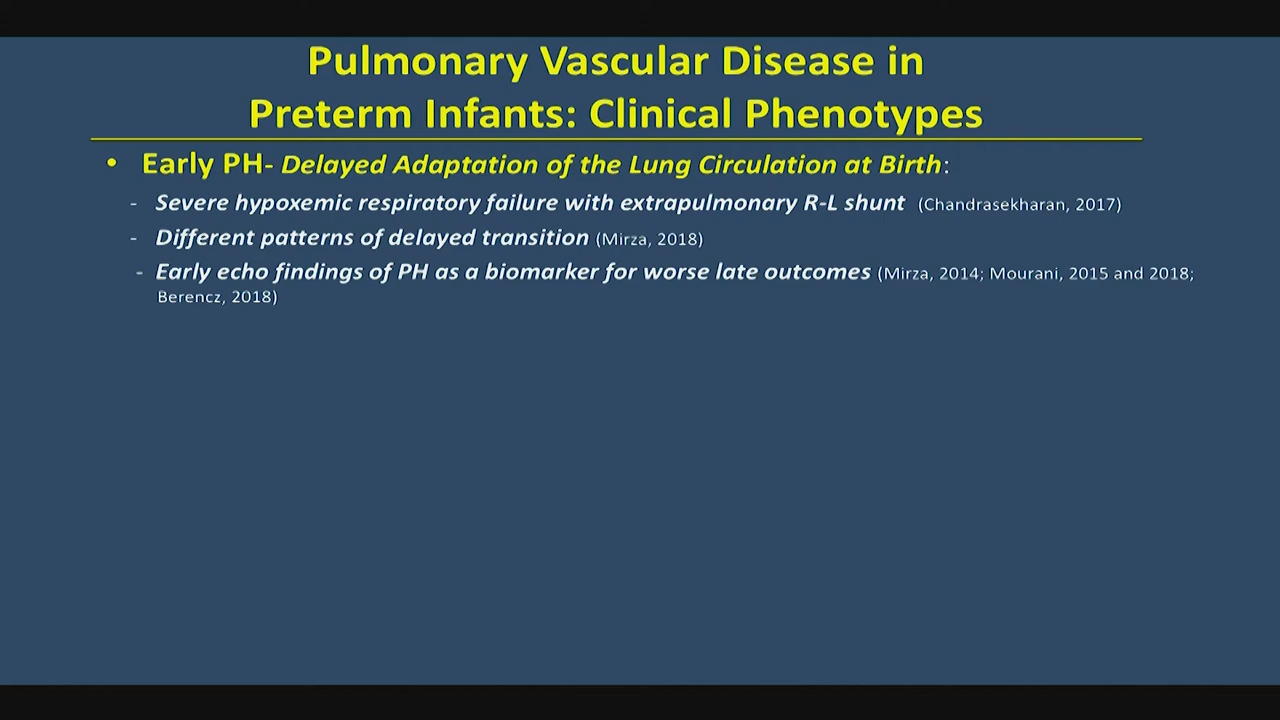 Pulmonary Vascular Disease in
Preterm Infants: Clinical Phenotypes
• Early PH- Delayed Adaptation of the Lung Circulation at Birth:
- Severe hypoxemic respiratory failure with extrapulmonary R-L shunt (Chandrasekharan, 2017)
- Different patterns of delayed transition (Mirza, 2018)
- Early echo findings of PH as a biomarker for worse late outcomes (Mirza, 2014; Mourani, 2015 and 2018;
Berencz, 2018)